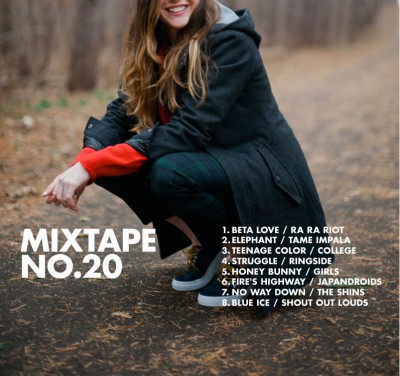 MIXTAPE
NO.20
1. BETA LOVE / RA RA RIOT
2. ELEPHANT / TAME IMPALA
3. TEENAGE COLOR / COLLEGE
4. STRUGGLE / RINGSIDE
5. HONEY BUNNY / GIRLS
6. FIRE'S HIGHWAY / JAPANDROIDS
7. NO WAY DOWN / THE SHINS
8. BLUE ICE / SHOUT OUT LOUDS